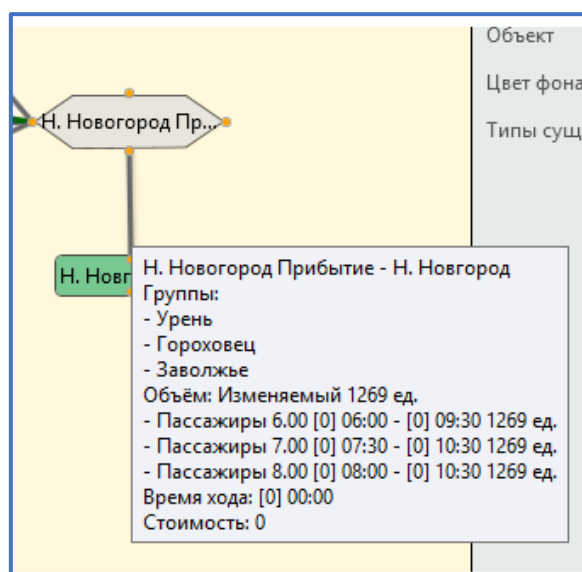 Объект
Цвет фона
Типы сущ
Н. Новогород Пр...
Н. Новг
Н. Новогород Прибытие - Н. Новгород
Группы:
- Урень
- Гороховец
- Заволжье
Объём: Изменяемый 1269 ед.
- Пассажиры 6.00 [0] 06:00 - [0] 09:30 1269 ед.
- Пассажиры 7.00 [0] 07:30 - [0] 10:30 1269 ед.
- Пассажиры 8.00 [0] 08:00 - [0] 10:30 1269 ед.
Время хода: [0] 00:00
Стоимость: 0